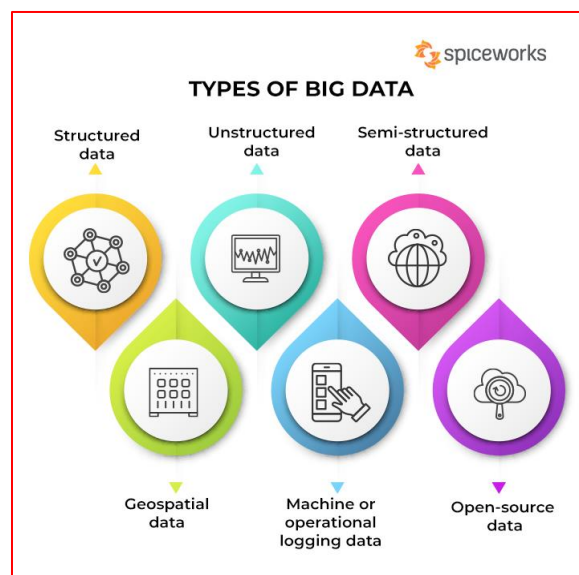 spiceworks
TYPES OF BIG DATA
Structured
data
Unstructured
data
Semi-structured
data
Geospatial
data
Machine or
operational
logging data
Open-source
data